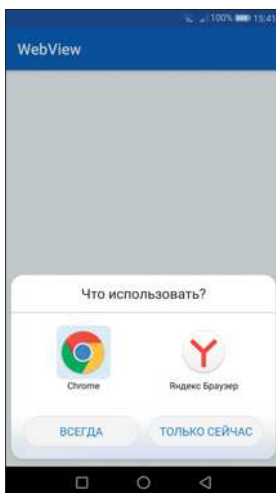 100% 15:41
WebView
Что использовать?
Chrome
Яндекс Браузер
ВСЕГДА
ТОЛЬКО СЕЙЧАС